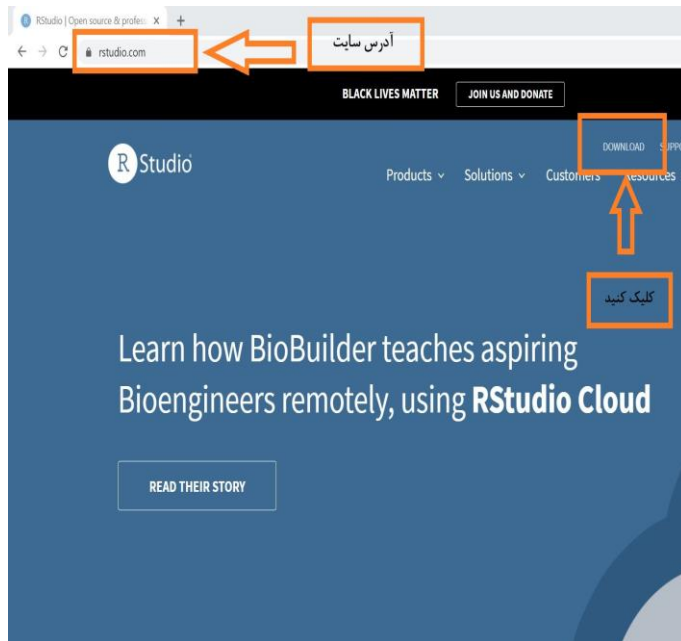 RStudio | Open source & profess
rstudio.com
آدرس سایت
BLACK LIVES MATTER
JOIN US AND DONATE
DOWNLOAD
R Studio
Products
Solutions
Customers
Resources
کلیک کنید
Learn how BioBuilder teaches aspiring
Bioengineers remotely, using RStudio Cloud
READ THEIR STORY